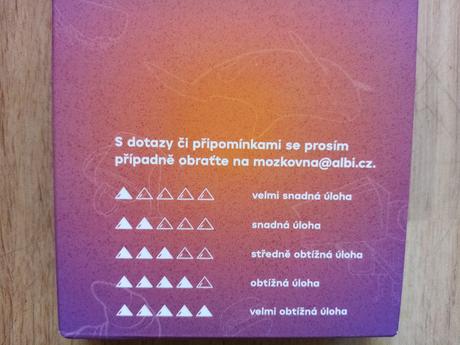 S dotazy či připomínkami se prosím
případně obraťte na mozkovna@albi.cz.
velmi snadná úloha
snadná úloha
středně obtížná úloha
obtížná úloha
velmi obtížná úloha